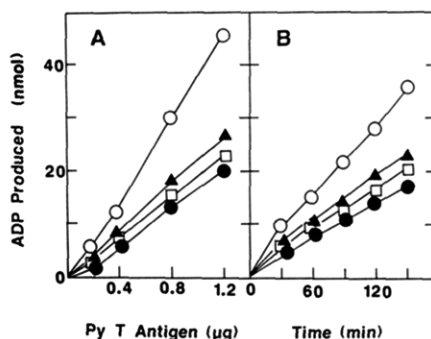 A
B
ADP Produced (nmol)
40
20
0
0.4
0.8
1.2
0
60
120
Py T Antigen (μg)
Time (min)